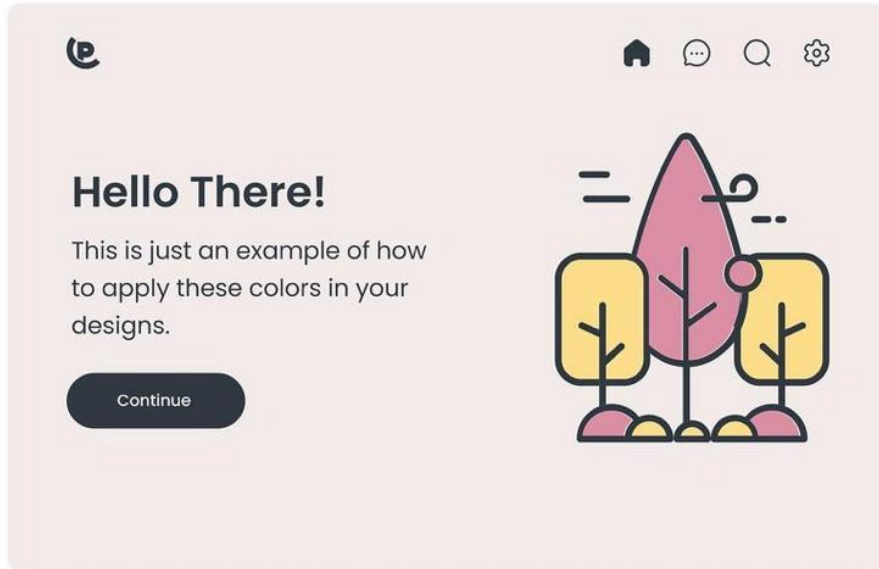 P
Hello There!
This is just an example of how
to apply these colors in your
designs.
Continue